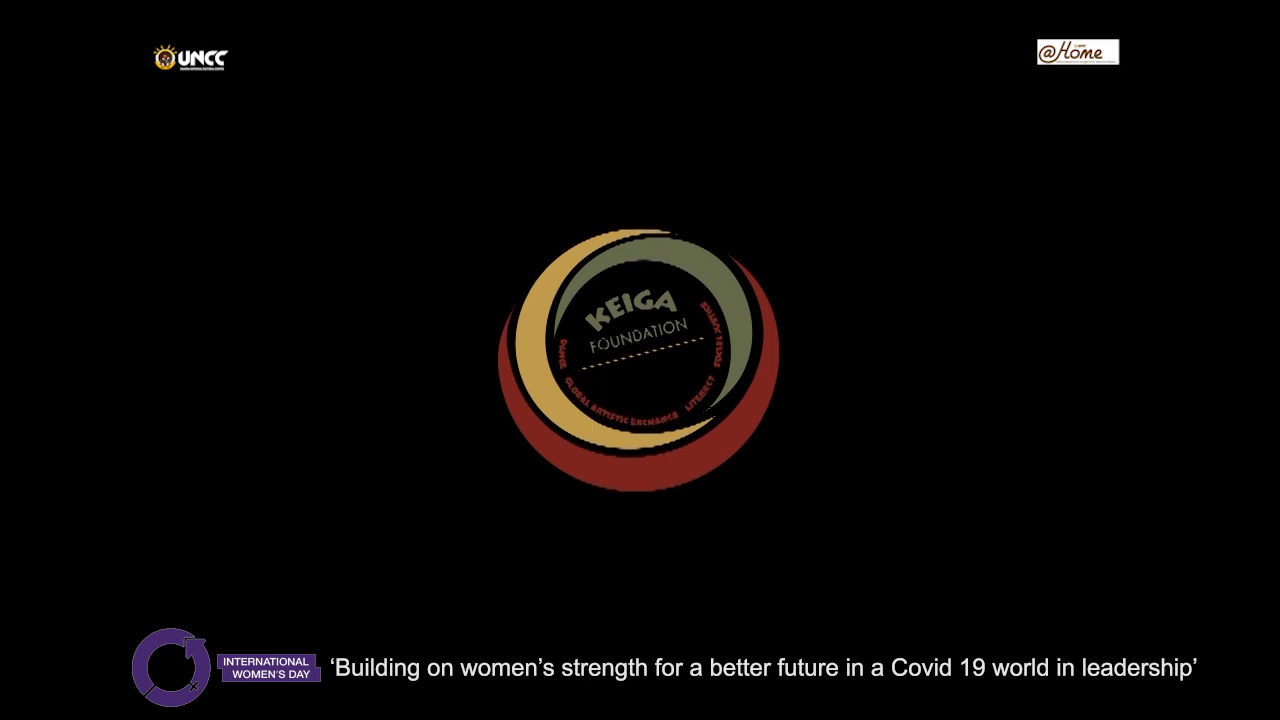 UNCC
@Home
KEIGA
FOUNDATION
DANCE GLOBAL ARTISTIC EXCHANGE LITERACY SOCIAL JUSTICE
INTERNATIONAL
WOMEN'S DAY
‘Building on women’s strength for a better future in a Covid 19 world in leadership’